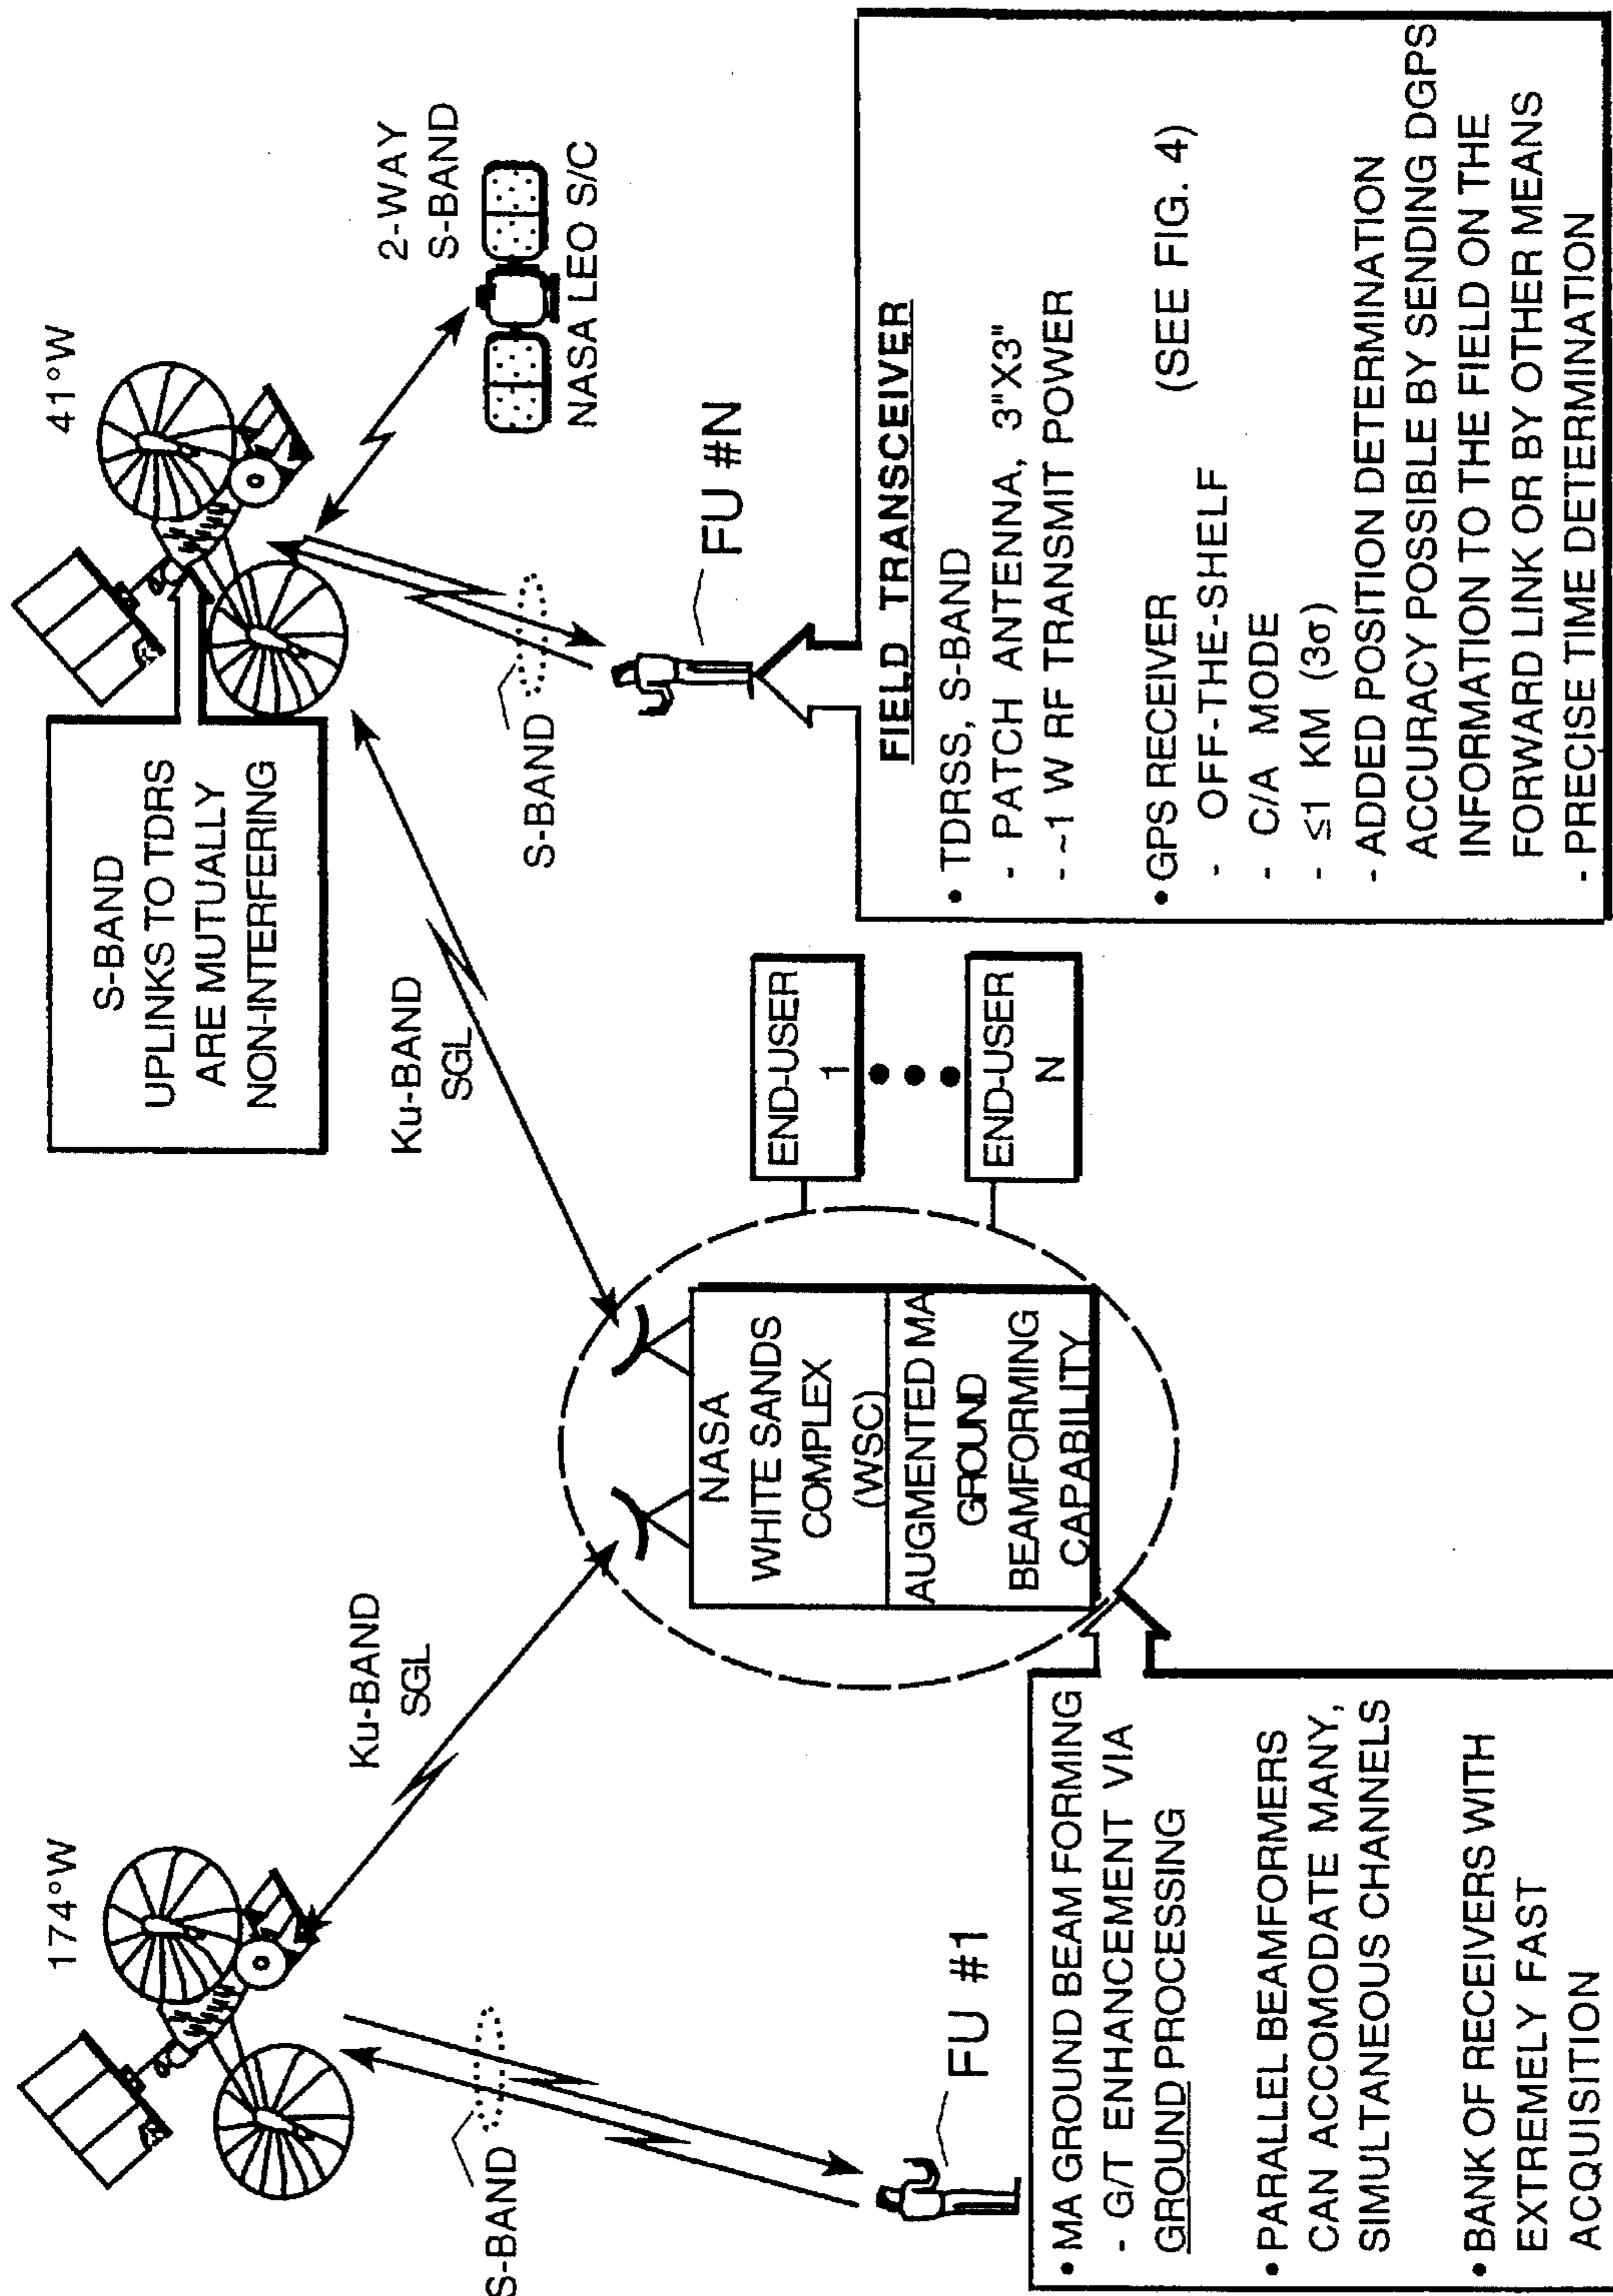 174°W
41°W
S-BAND
UPLINKS TO TDRS
ARE MUTUALLY
NON-INTERFERING
2-WAY
S-BAND
NASA LEO S/C
Ku-BAND
SGL
Ku-BAND
SGL
S-BAND
S-BAND
FU #1
FU #N
NASA
WHITE SANDS
COMPLEX
(WSC)
AUGMENTED MA
GROUND
BEAMFORMING
CAPABILITY
END-USER
1
END-USER
N
• MA GROUND BEAM FORMING
- G/T ENHANCEMENT VIA
GROUND PROCESSING
• PARALLEL BEAMFORMERS
CAN ACCOMODATE MANY,
SIMULTANEOUS CHANNELS
• BANK OF RECEIVERS WITH
EXTREMELY FAST
ACQUISITION
FIELD TRANSCEIVER
• TDRSS, S-BAND
- PATCH ANTENNA, 3"X3"
- ~1 W RF TRANSMIT POWER
• GPS RECEIVER (SEE FIG. 4)
- OFF-THE-SHELF
- C/A MODE
- ≤1 KM (3σ)
- ADDED POSITION DETERMINATION
ACCURACY POSSIBLE BY SENDING DGPS
INFORMATION TO THE FIELD ON THE
FORWARD LINK OR BY OTHER MEANS
- PRECISE TIME DETERMINATION